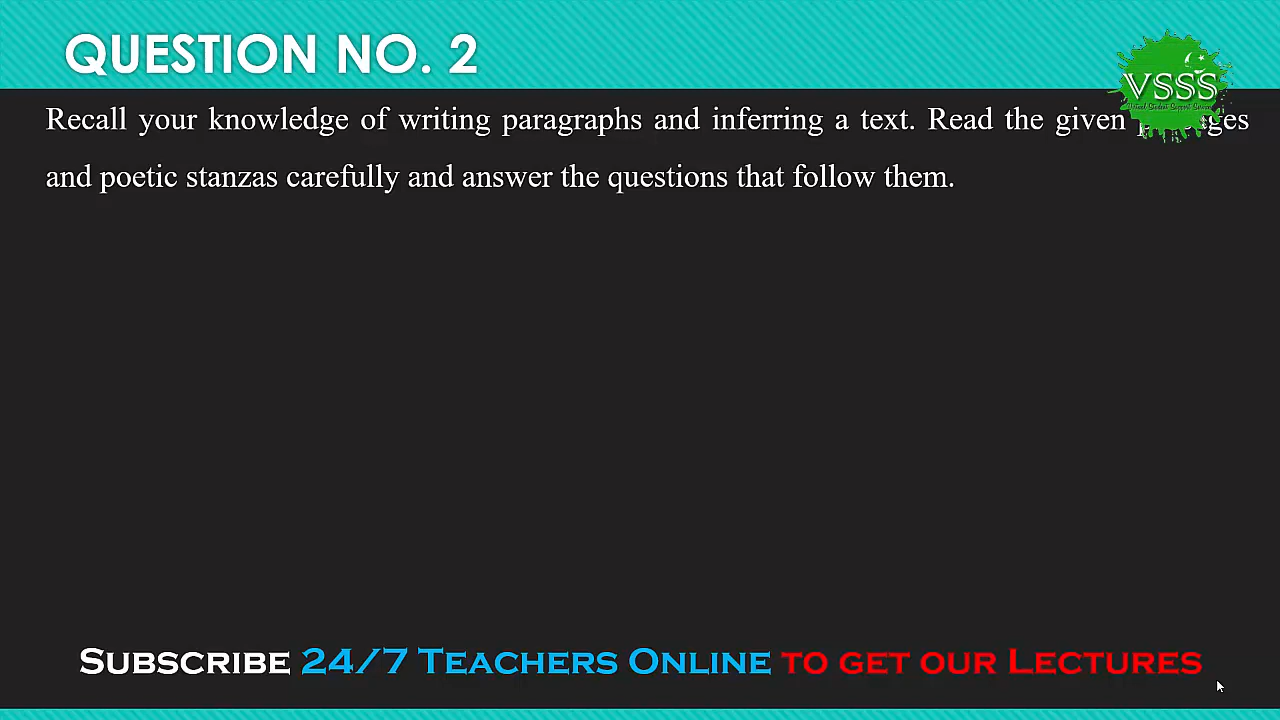 QUESTION NO. 2
VSSS
Recall your knowledge of writing paragraphs and inferring a text. Read the given
and poetic stanzas carefully and answer the questions that follow them.
SUBSCRIBE 24/7 TEACHERS ONLINE TO GET OUR LECTURES